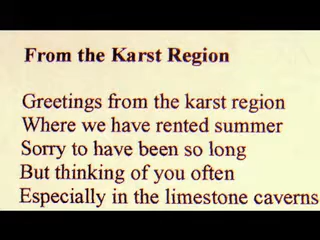 From the Karst Region
Greetings from the karst region
Where we have rented summer
Sorry to have been so long
But thinking of you often
Especially in the limestone caverns